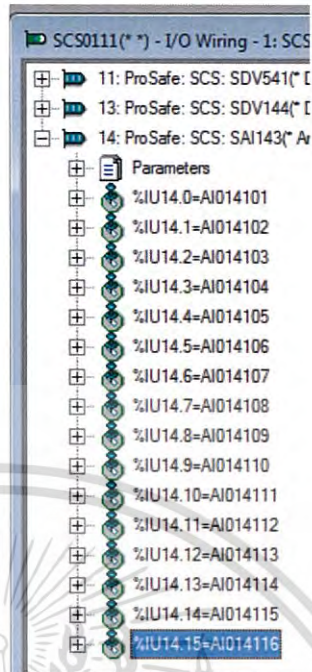 SCS0111(* *) - I/O Wiring - 1: SCS
11: ProSafe: SCS: SDV541(* D
13: ProSafe: SCS: SDV144(* D
14: ProSafe: SCS: SAI143(* Ar
Parameters
%IU14.0=AI014101
%IU14.1=AI014102
%IU14.2=AI014103
%IU14.3=AI014104
%IU14.4=AI014105
%IU14.5=AI014106
%IU14.6=AI014107
%IU14.7=AI014108
%IU14.8=AI014109
%IU14.9=AI014110
%IU14.10=AI014111
%IU14.11=AI014112
%IU14.12=AI014113
%IU14.13=AI014114
%IU14.14=AI014115
%IU14.15=AI014116